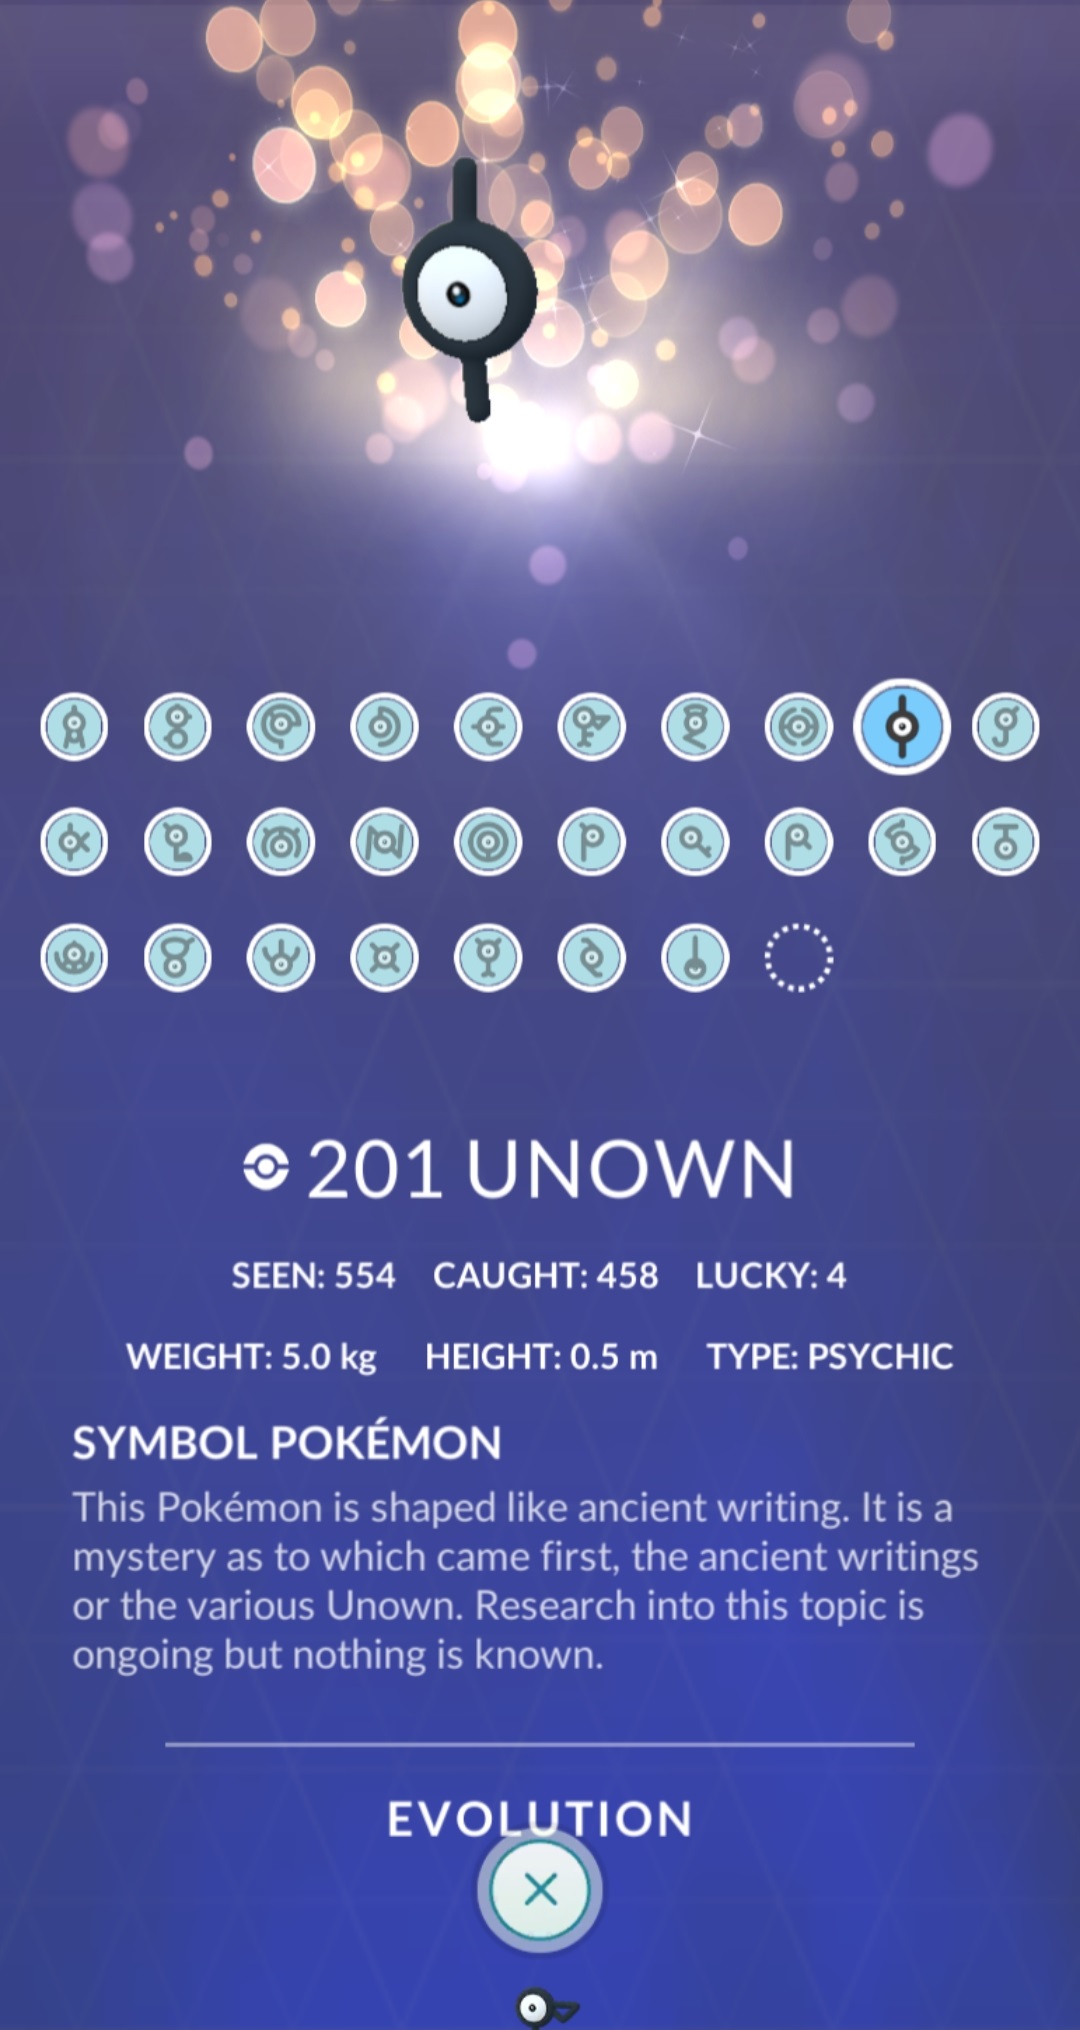 201 UNOWN
SEEN: 554 CAUGHT: 458 LUCKY: 4
WEIGHT: 5.0 kg HEIGHT: 0.5 m TYPE: PSYCHIC
SYMBOL POKÉMON
This Pokémon is shaped like ancient writing. It is a
mystery as to which came first, the ancient writings
or the various Unown. Research into this topic is
ongoing but nothing is known.
EVOLUTION